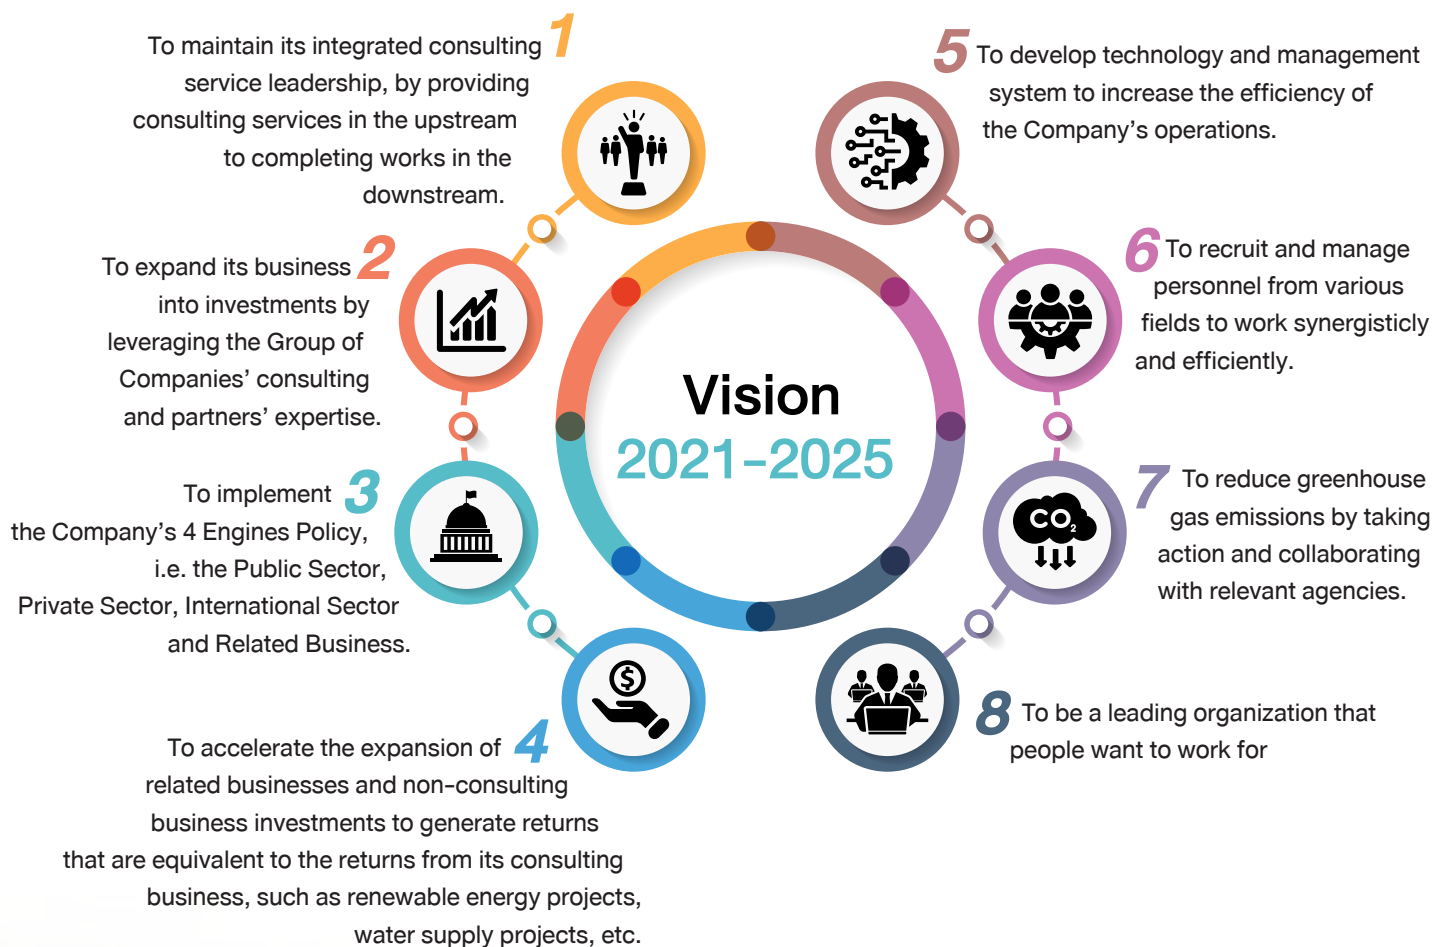 1
To maintain its integrated consulting
service leadership, by providing
consulting services in the upstream
to completing works in the
downstream.
2
To expand its business
into investments by
leveraging the Group of
Companies’ consulting
and partners’ expertise.
3
To implement
the Company’s 4 Engines Policy,
i.e. the Public Sector,
Private Sector, International Sector
and Related Business.
4
To accelerate the expansion of
related businesses and non-consulting
business investments to generate returns
that are equivalent to the returns from its consulting
business, such as renewable energy projects,
water supply projects, etc.
Vision
2021-2025
5
To develop technology and management
system to increase the efficiency of
the Company’s operations.
6
To recruit and manage
personnel from various
fields to work synergisticly
and efficiently.
7
To reduce greenhouse
gas emissions by taking
action and collaborating
with relevant agencies.
CO₂
8
To be a leading organization that
people want to work for
$